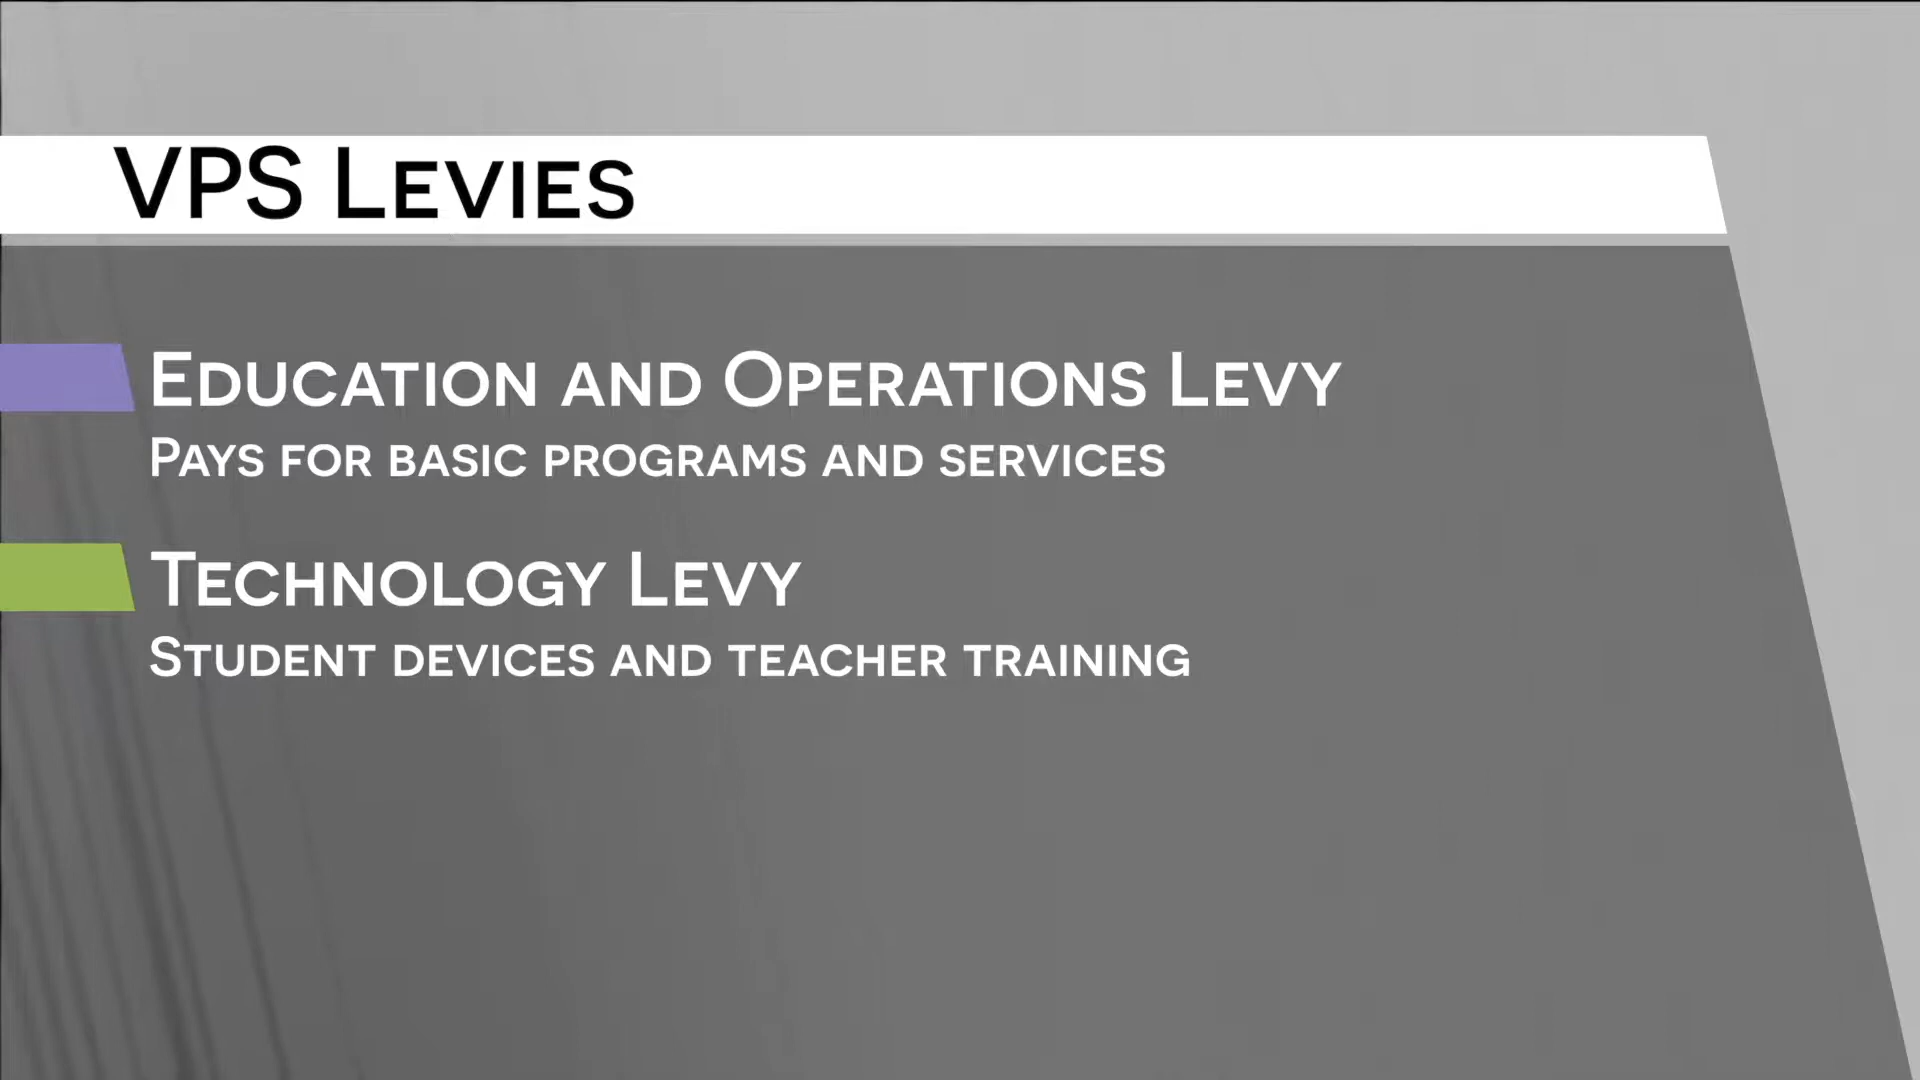 VPS Levies
Education and Operations Levy
Pays for basic programs and services
Technology Levy
Student devices and teacher training